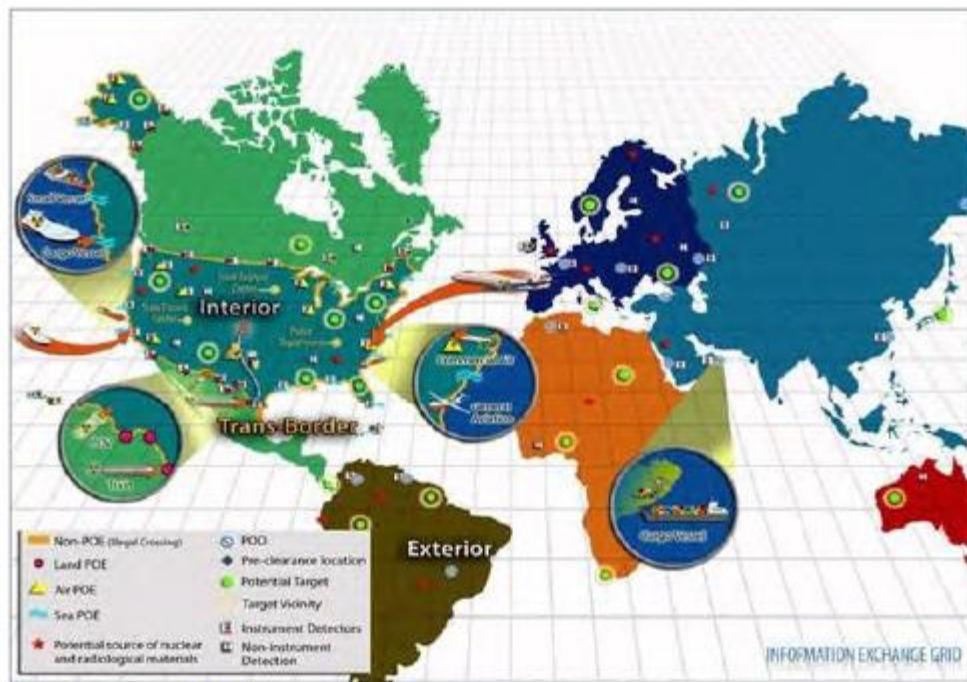 Small Vessel
Cargo Vessel
Interior
Trans-Border
Commercial Air
General
Aviation
Cargo Vessel
Exterior
Non-POE (Illegal Crossing)
Land POE
Air POE
Sea POE
Potential source of nuclear
and radiological materials
POD
Pre-clearance location
Potential Target
Target Vicinity
Instrument Detectors
Non-Instrument
Detection
INFORMATION EXCHANGE GRID